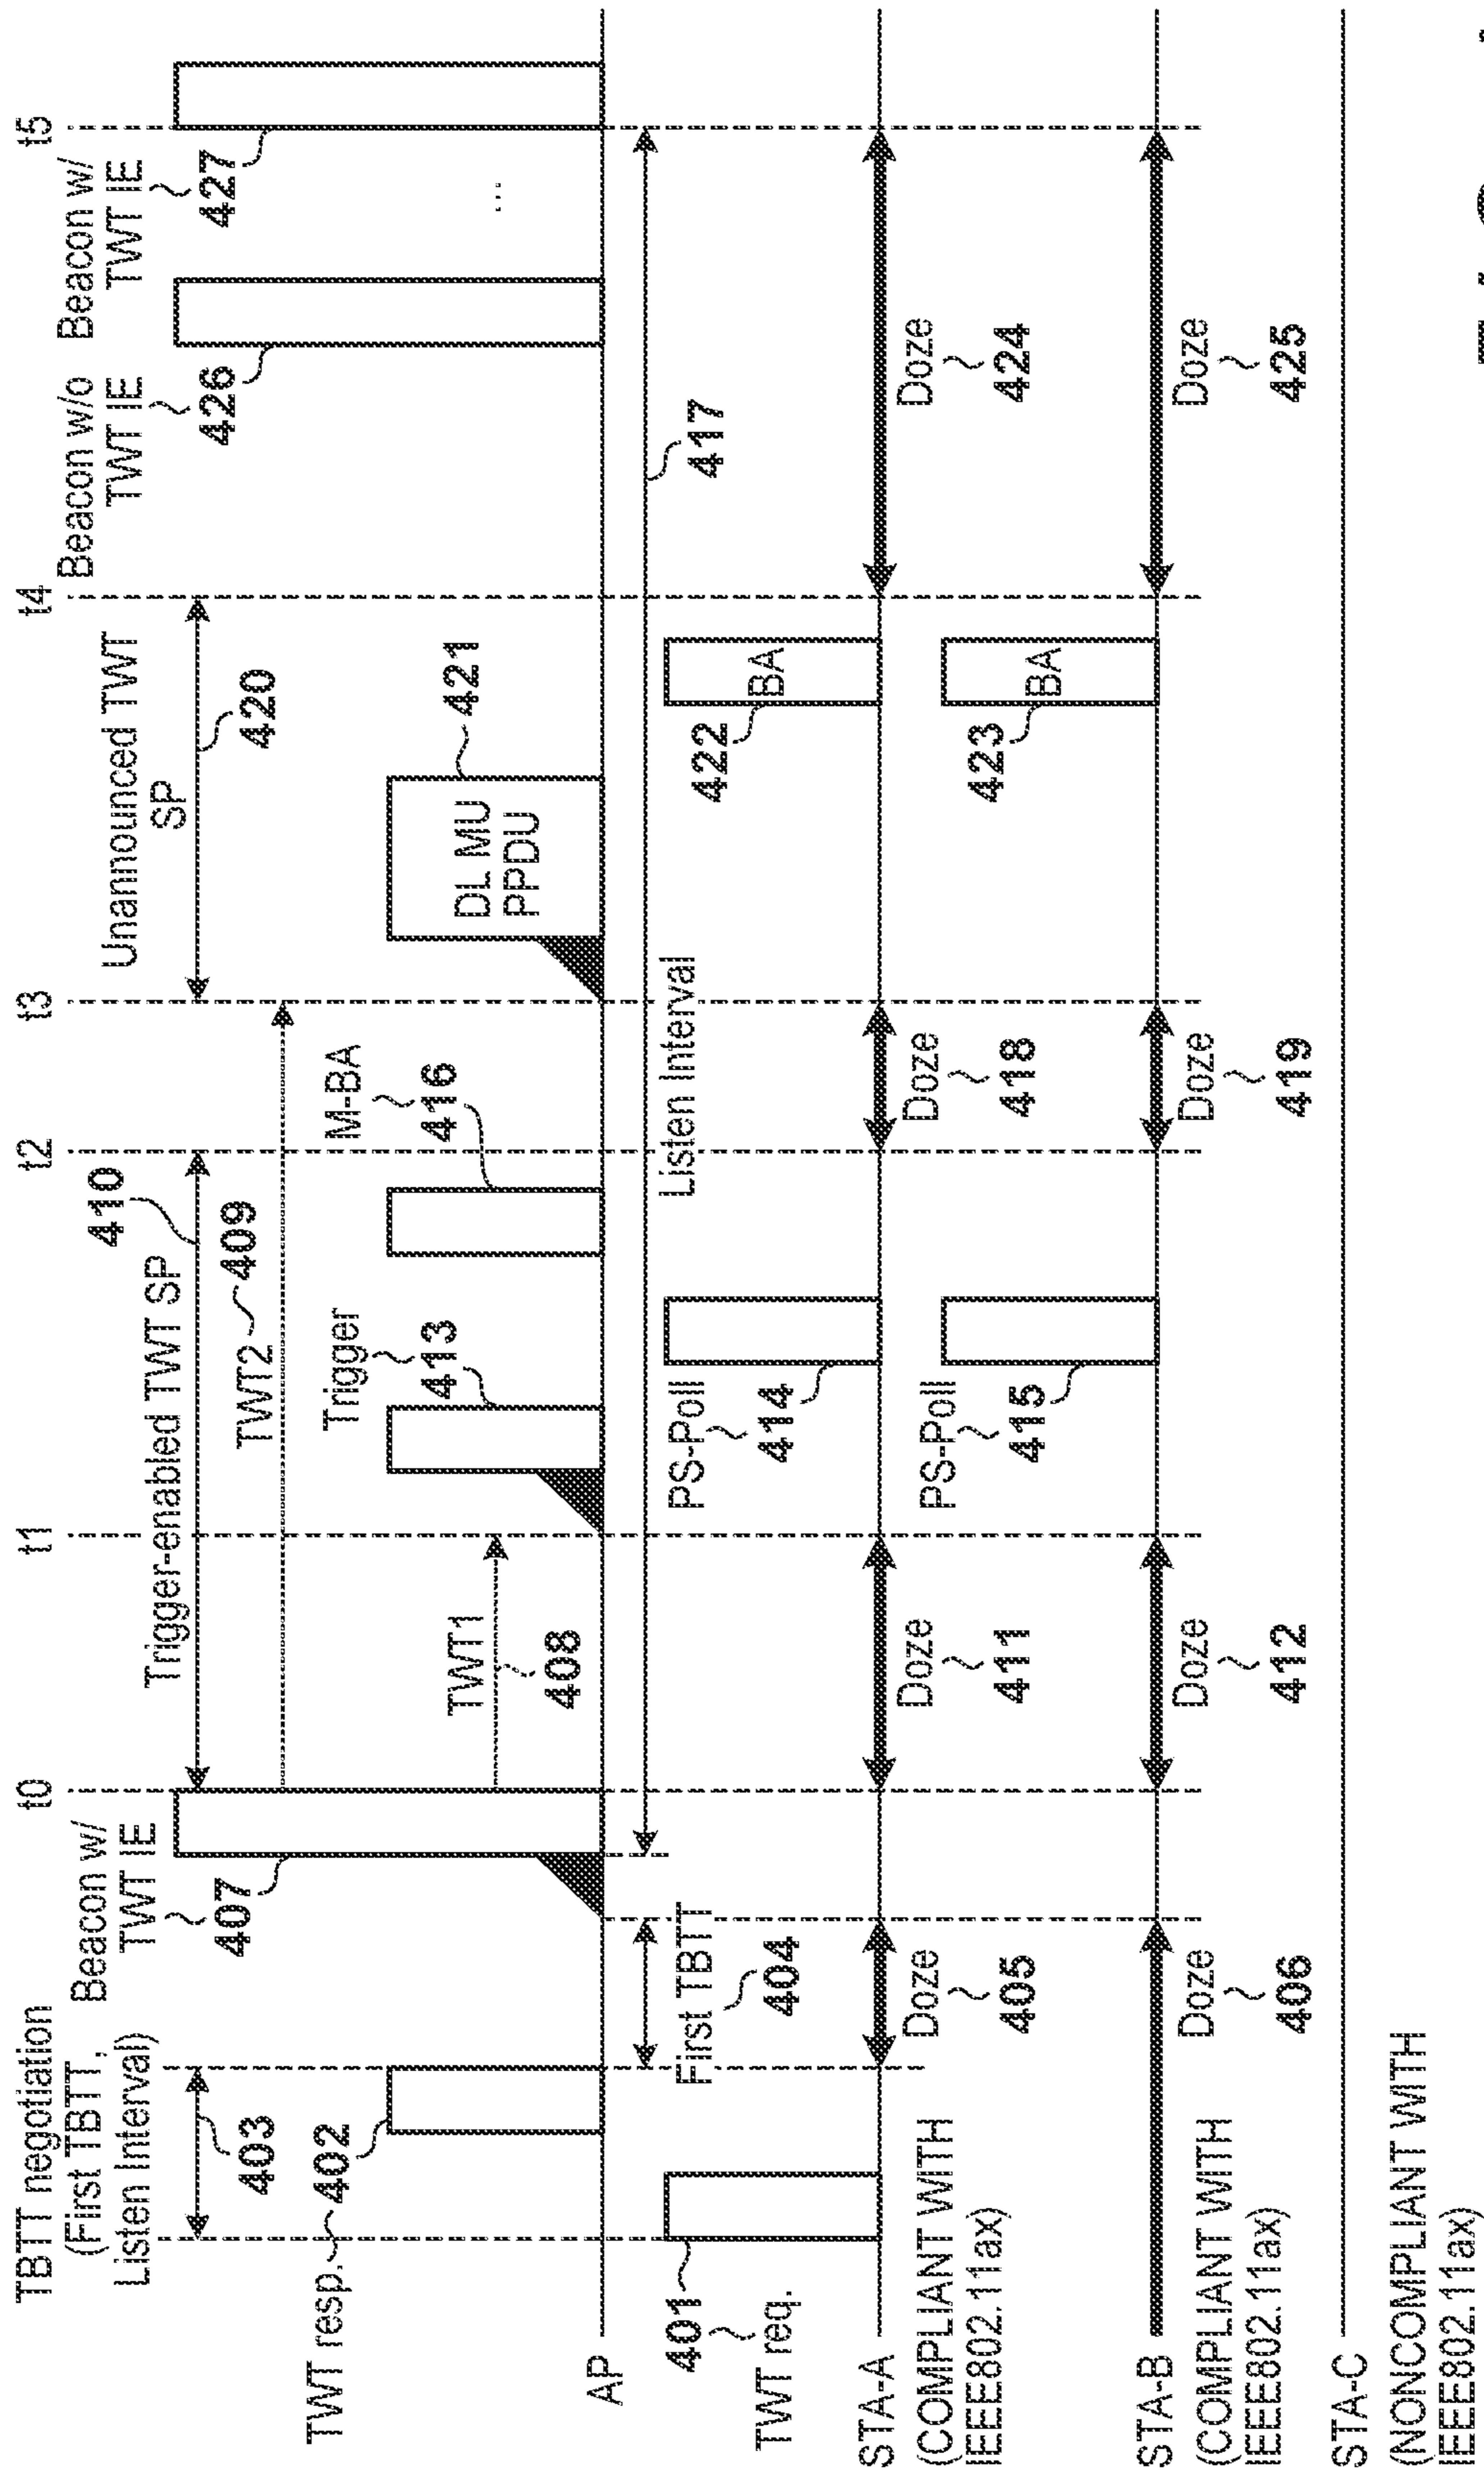 t0
t1
t2
t3
t4
t5
TBTT negotiation
(First TBTT,
Listen Interval)
403
TWT resp.
402
Beacon w/
TWT IE
407
Trigger-enabled TWT SP
410
TWT2
409
TWT1
408
Trigger
413
M-BA
416
Unannounced TWT
SP
420
DL MU
PPDU
421
Beacon w/o
TWT IE
426
Beacon w/
TWT IE
427
...
AP
First TBTT
404
Listen Interval
417
401
TWT req.
PS-Poll
414
BA
422
STA-A
(COMPLIANT WITH
IEEE802.11ax)
Doze
405
Doze
411
Doze
418
Doze
424
PS-Poll
415
BA
423
STA-B
(COMPLIANT WITH
IEEE802.11ax)
Doze
406
Doze
412
Doze
419
Doze
425
STA-C
(NONCOMPLIANT WITH
IEEE802.11ax)